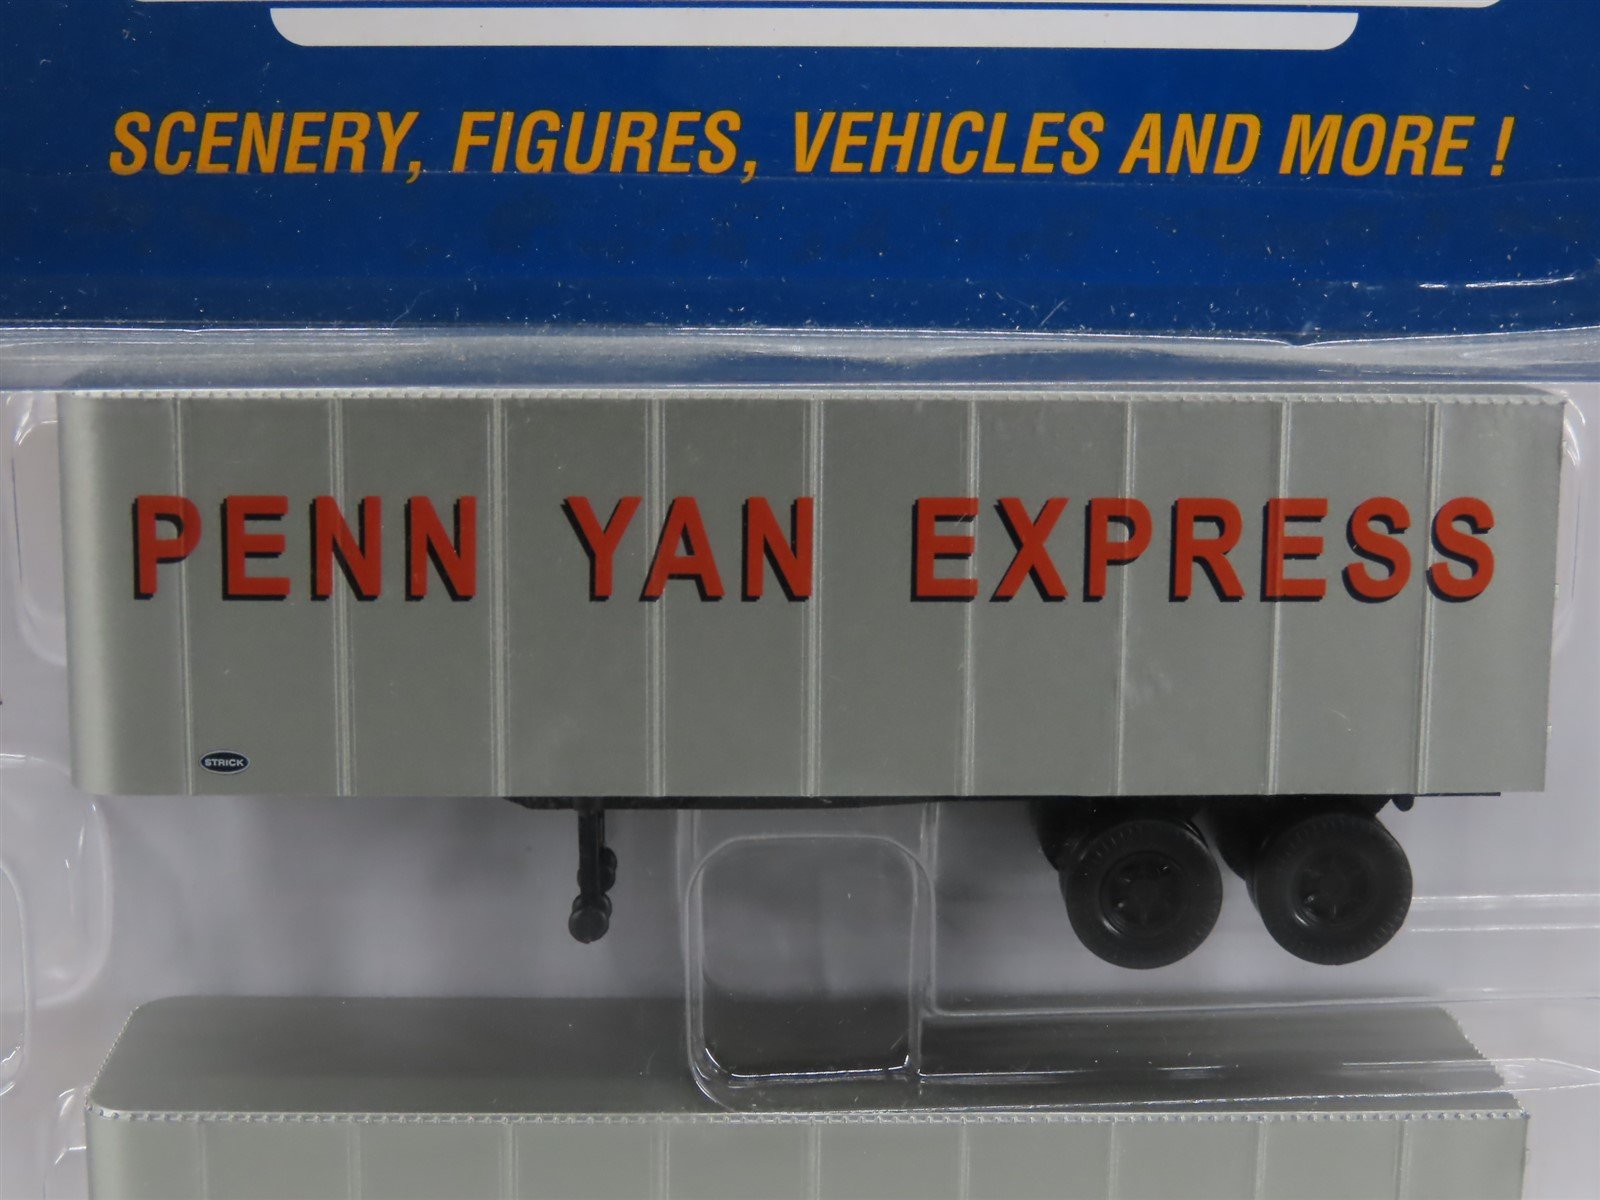 SCENERY, FIGURES, VEHICLES AND MORE !
PENN YAN EXPRESS
STRICK